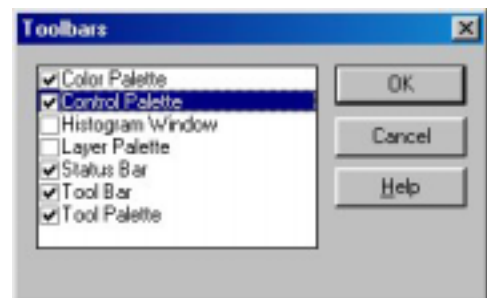 Toolbars
Color Palette
Control Palette
Histogram Window
Layer Palette
Status Bar
Tool Bar
Tool Palette
OK
Cancel
Help